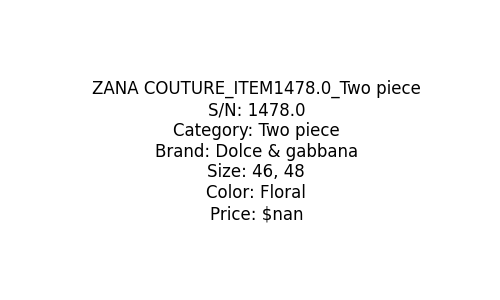 ZANA COUTURE_ITEM1478.0_Two piece
S/N: 1478.0
Category: Two piece
Brand: Dolce & gabbana
Size: 46, 48
Color: Floral
Price: $nan